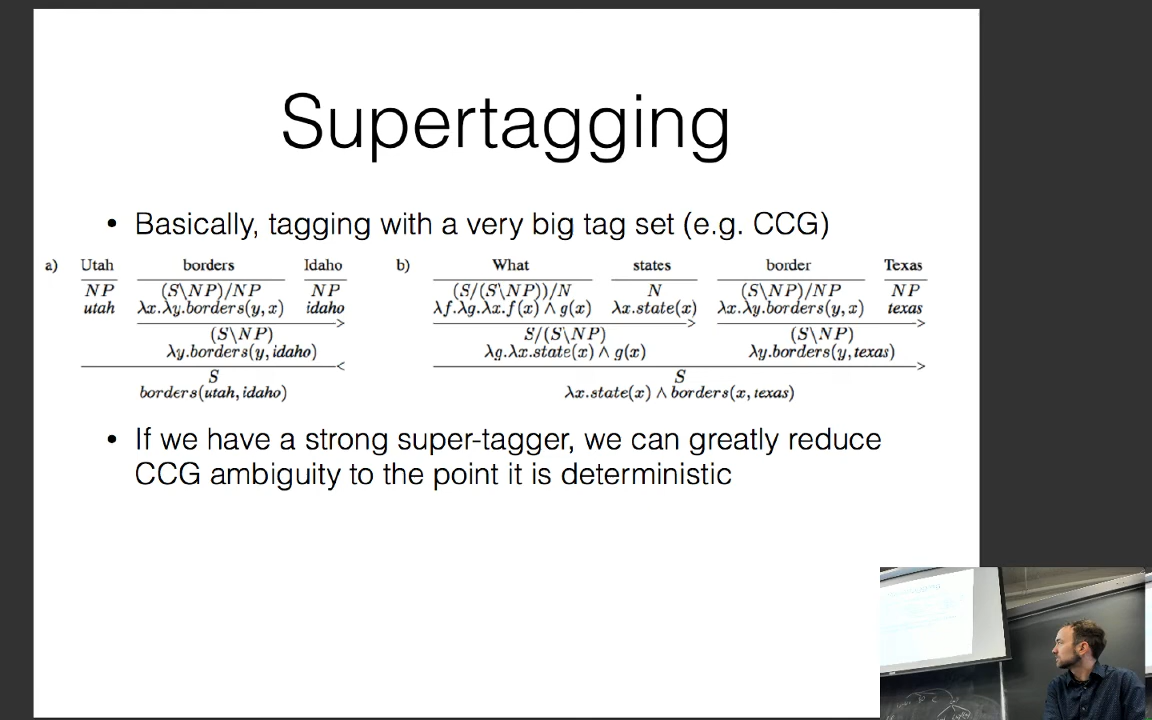 Supertagging
• Basically, tagging with a very big tag set (e.g. CCG)
a) Utah borders Idaho b) What states border Texas
NP (S\NP)/NP NP (S/(S\NP))/N N (S\NP)/NP NP
utah λx.λy.borders(y,x) idaho λf.λg.λx.f(x) ∧ g(x) λx.state(x) λx.λy.borders(y,x) texas
> > >
(S\NP) S/(S\NP) (S\NP)
λy.borders(y,idaho) λg.λx.state(x) ∧ g(x) λy.borders(y,texas)
< >
S S
borders(utah,idaho) λx.state(x) ∧ borders(x,texas)
• If we have a strong super-tagger, we can greatly reduce
CCG ambiguity to the point it is deterministic